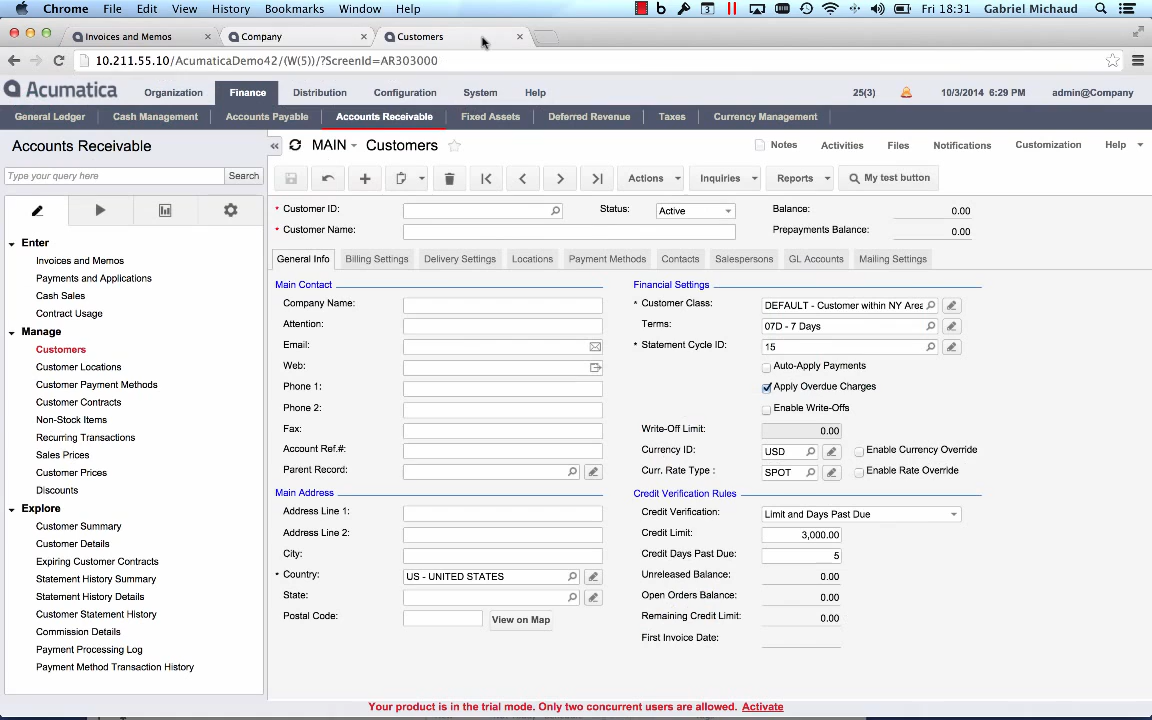 Chrome File Edit View History Bookmarks Window Help Fri 18:31 Gabriel Michaud
Invoices and Memos Company Customers
10.211.55.10/AcumaticaDemo42/(W(5))/?ScreenId=AR303000
Acumatica Organization Finance Distribution Configuration System Help 25(3) 10/3/2014 6:29 PM admin@Company
General Ledger Cash Management Accounts Payable Accounts Receivable Fixed Assets Deferred Revenue Taxes Currency Management
Accounts Receivable MAIN Customers Notes Activities Files Notifications Customization Help
Type your query here Search Actions Inquiries Reports My test button
* Customer ID: Status: Active Balance: 0.00
* Customer Name: Prepayments Balance: 0.00
General Info Billing Settings Delivery Settings Locations Payment Methods Contacts Salespersons GL Accounts Mailing Settings
Enter
Invoices and Memos
Payments and Applications
Cash Sales
Contract Usage
Manage
Customers
Customer Locations
Customer Payment Methods
Customer Contracts
Non-Stock Items
Recurring Transactions
Sales Prices
Customer Prices
Discounts
Explore
Customer Summary
Customer Details
Expiring Customer Contracts
Statement History Summary
Statement History Details
Customer Statement History
Commission Details
Payment Processing Log
Payment Method Transaction History
Main Contact
Company Name:
Attention:
Email:
Web:
Phone 1:
Phone 2:
Fax:
Account Ref.#:
Parent Record:
Main Address
Address Line 1:
Address Line 2:
City:
* Country: US - UNITED STATES
State:
Postal Code: View on Map
Financial Settings
* Customer Class: DEFAULT - Customer within NY Area
Terms: 07D - 7 Days
* Statement Cycle ID: 15
Auto-Apply Payments
Apply Overdue Charges
Enable Write-Offs
Write-Off Limit: 0.00
Currency ID: USD Enable Currency Override
Curr. Rate Type : SPOT Enable Rate Override
Credit Verification Rules
Credit Verification: Limit and Days Past Due
Credit Limit: 3,000.00
Credit Days Past Due: 5
Unreleased Balance: 0.00
Open Orders Balance: 0.00
Remaining Credit Limit: 0.00
First Invoice Date:
Your product is in the trial mode. Only two concurrent users are allowed. Activate